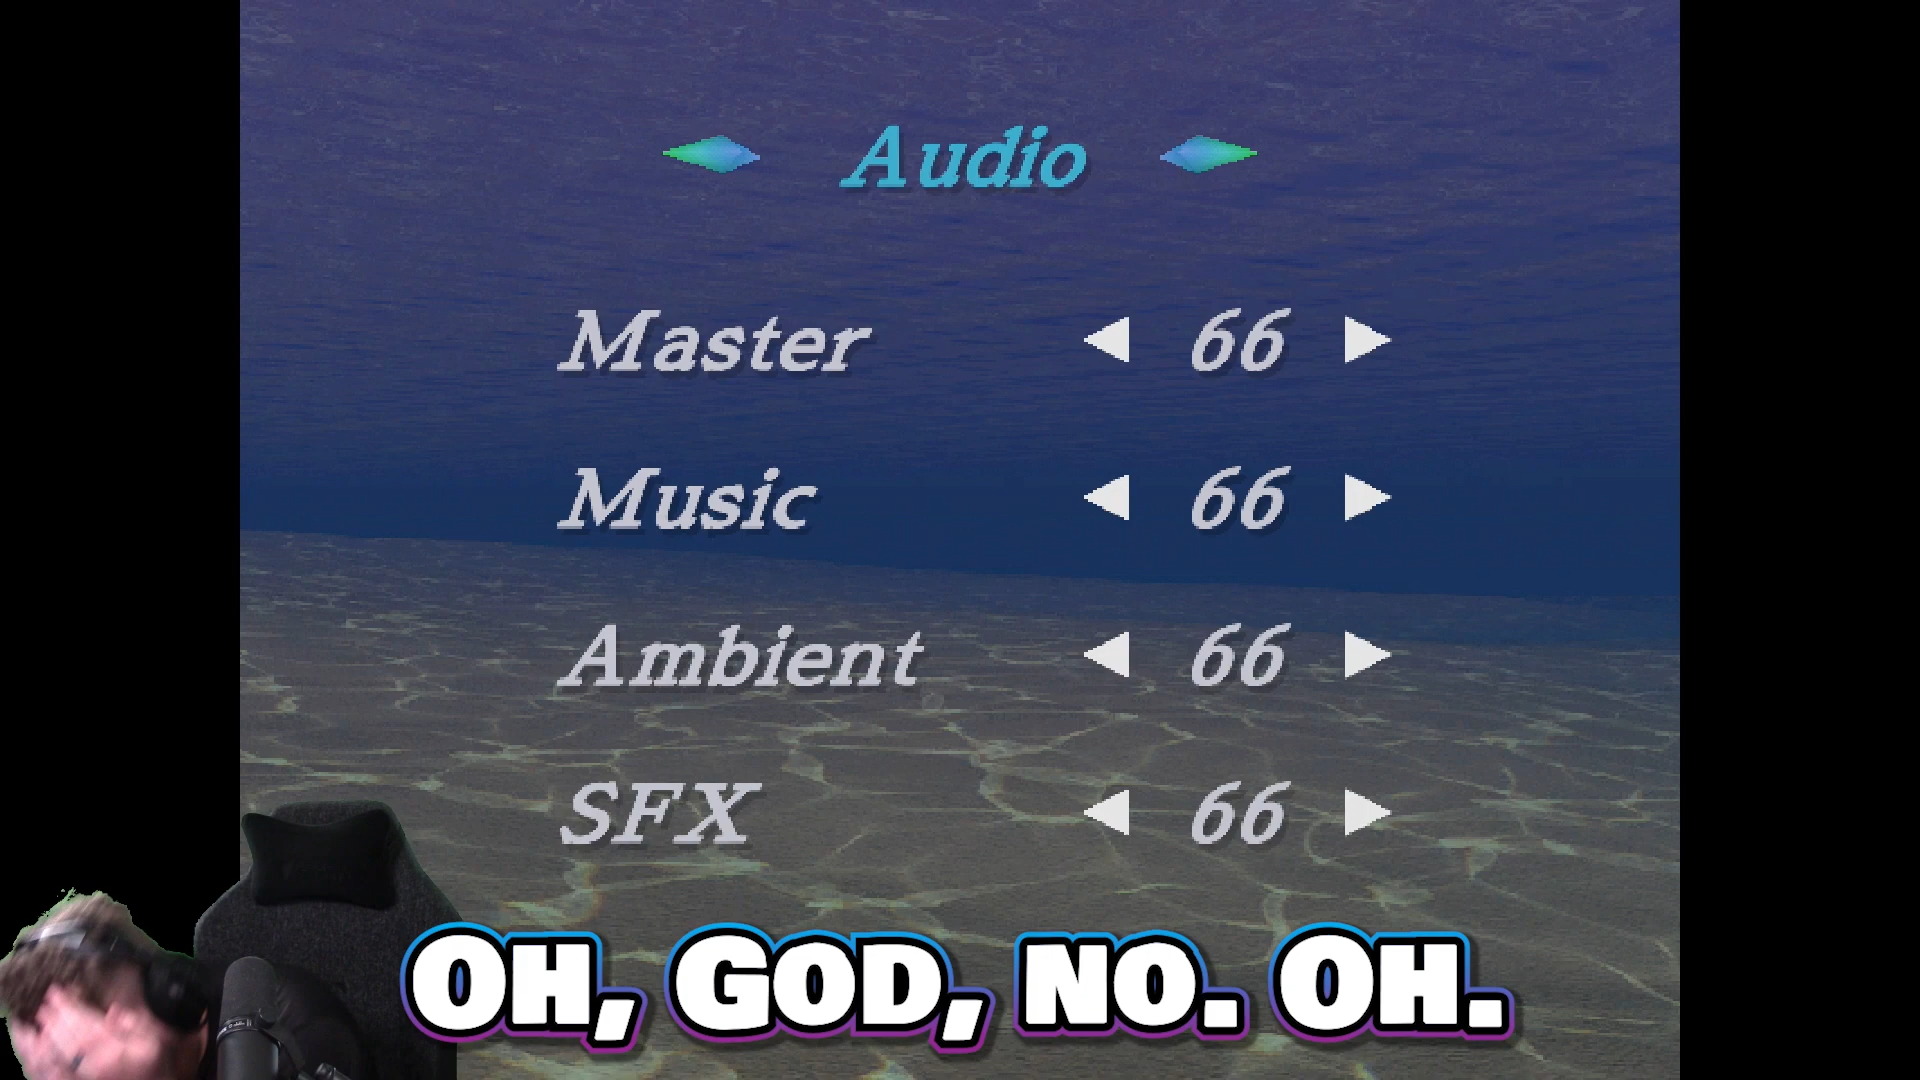 Audio
Master 66
Music 66
Ambient 66
SFX 66
OH, GOD, NO. OH.